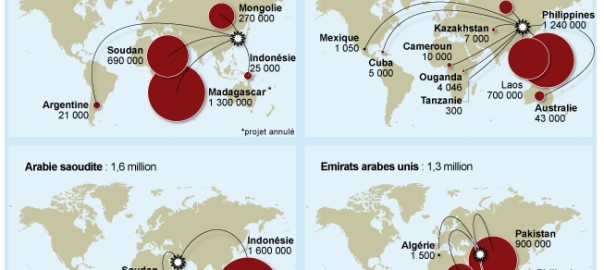 Mongolie
270 000
Soudan
690 000
Indonésie
25 000
Madagascar*
1 300 000
Argentine
21 000
*projet annulé
Philippines
1 240 000
Kazakhstan
7 000
Mexique
1 050
Cameroun
10 000
Cuba
5 000
Ouganda
4 046
Laos
700 000
Tanzanie
300
Australie
43 000
Arabie saoudite : 1,6 million
Indonésie
1 600 000
Soudan
Emirats arabes unis : 1,3 million
Pakistan
900 000
Algérie
1 500